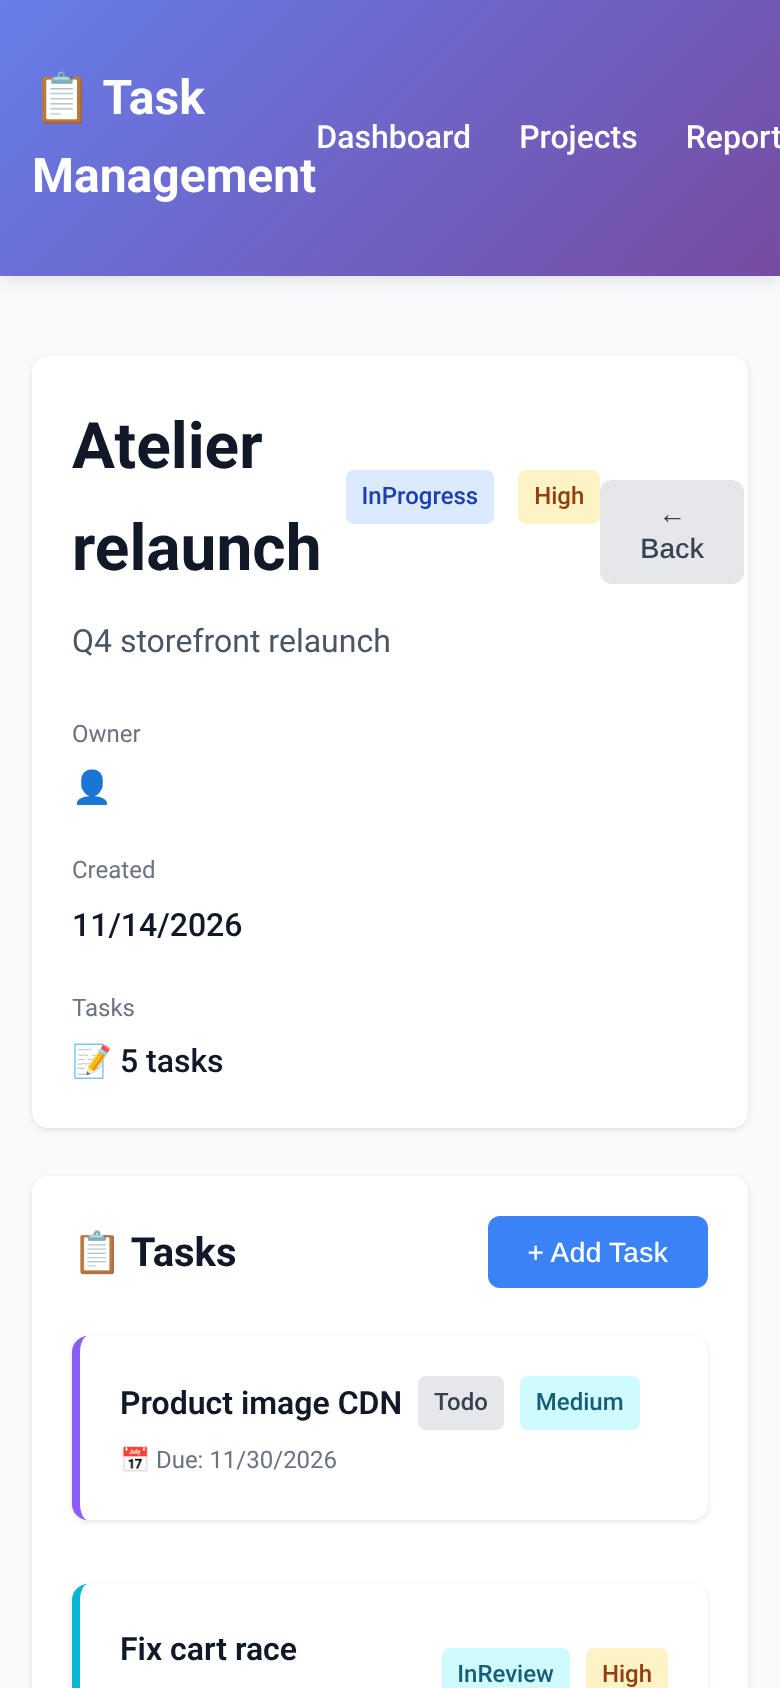 📋 Task
Management
Dashboard Projects Report
Atelier
relaunch
InProgress High
←
Back
Q4 storefront relaunch
Owner
👤
Created
11/14/2026
Tasks
📝 5 tasks
📋 Tasks
+ Add Task
Product image CDN Todo Medium
📅 Due: 11/30/2026
Fix cart race
InReview High